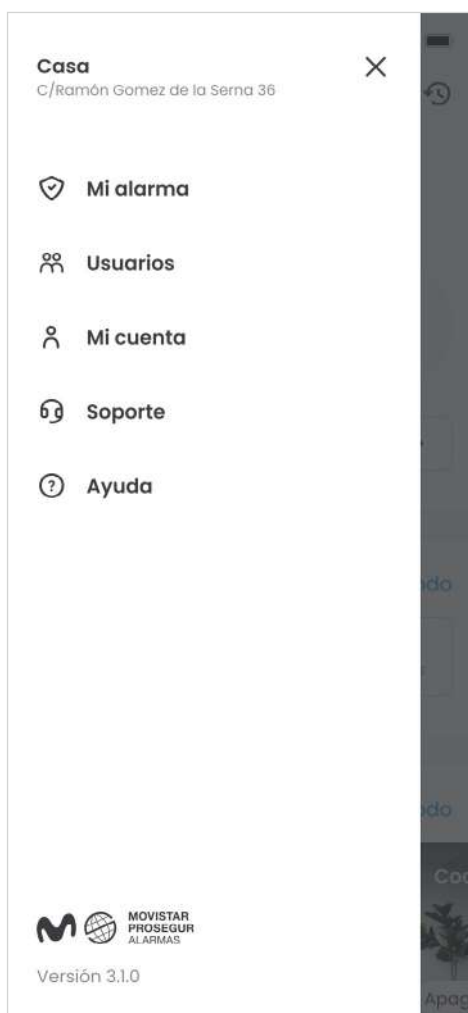 Casa
C/Ramón Gomez de la Serna 36
Mi alarma
Usuarios
Mi cuenta
Soporte
?
Ayuda
MOVISTAR
PROSEGUR
ALARMAS
Versión 3.1.0